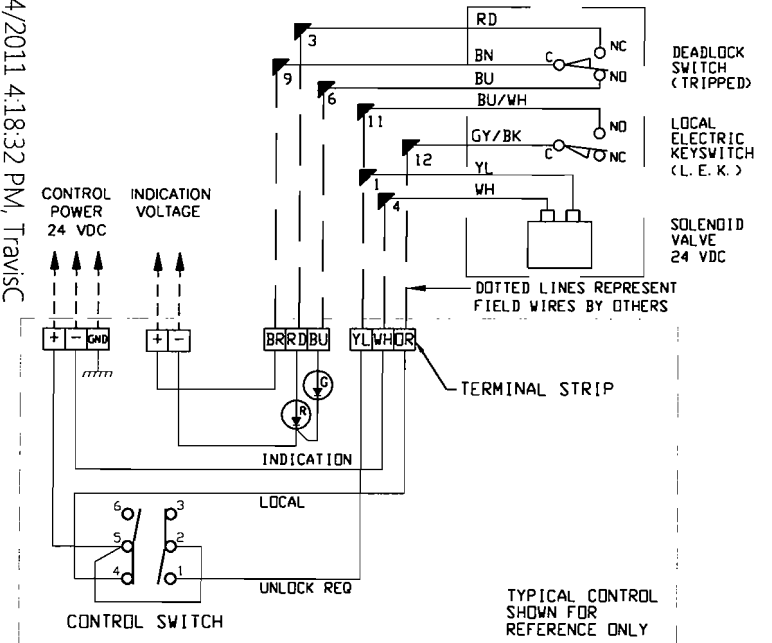 4/2011 4:18:32 PM, TravisC
RD
3
NC
BN
C
9
NO
BU
6
DEADLOCK
SWITCH
(TRIPPED)
BU/WH
11
NO
GY/BK
C
NC
12
LOCAL
ELECTRIC
KEYSWITCH
(L. E. K. )
YL
1
WH
4
CONTROL
POWER
24 VDC
INDICATION
VOLTAGE
SOLENOID
VALVE
24 VDC
DOTTED LINES REPRESENT
FIELD WIRES BY OTHERS
+ - GND
+ -
BR RD BU
YL WH OR
TERMINAL STRIP
G
R
INDICATION
LOCAL
6 3
5 2
4 1
UNLOCK REQ
CONTROL SWITCH
TYPICAL CONTROL
SHOWN FOR
REFERENCE ONLY